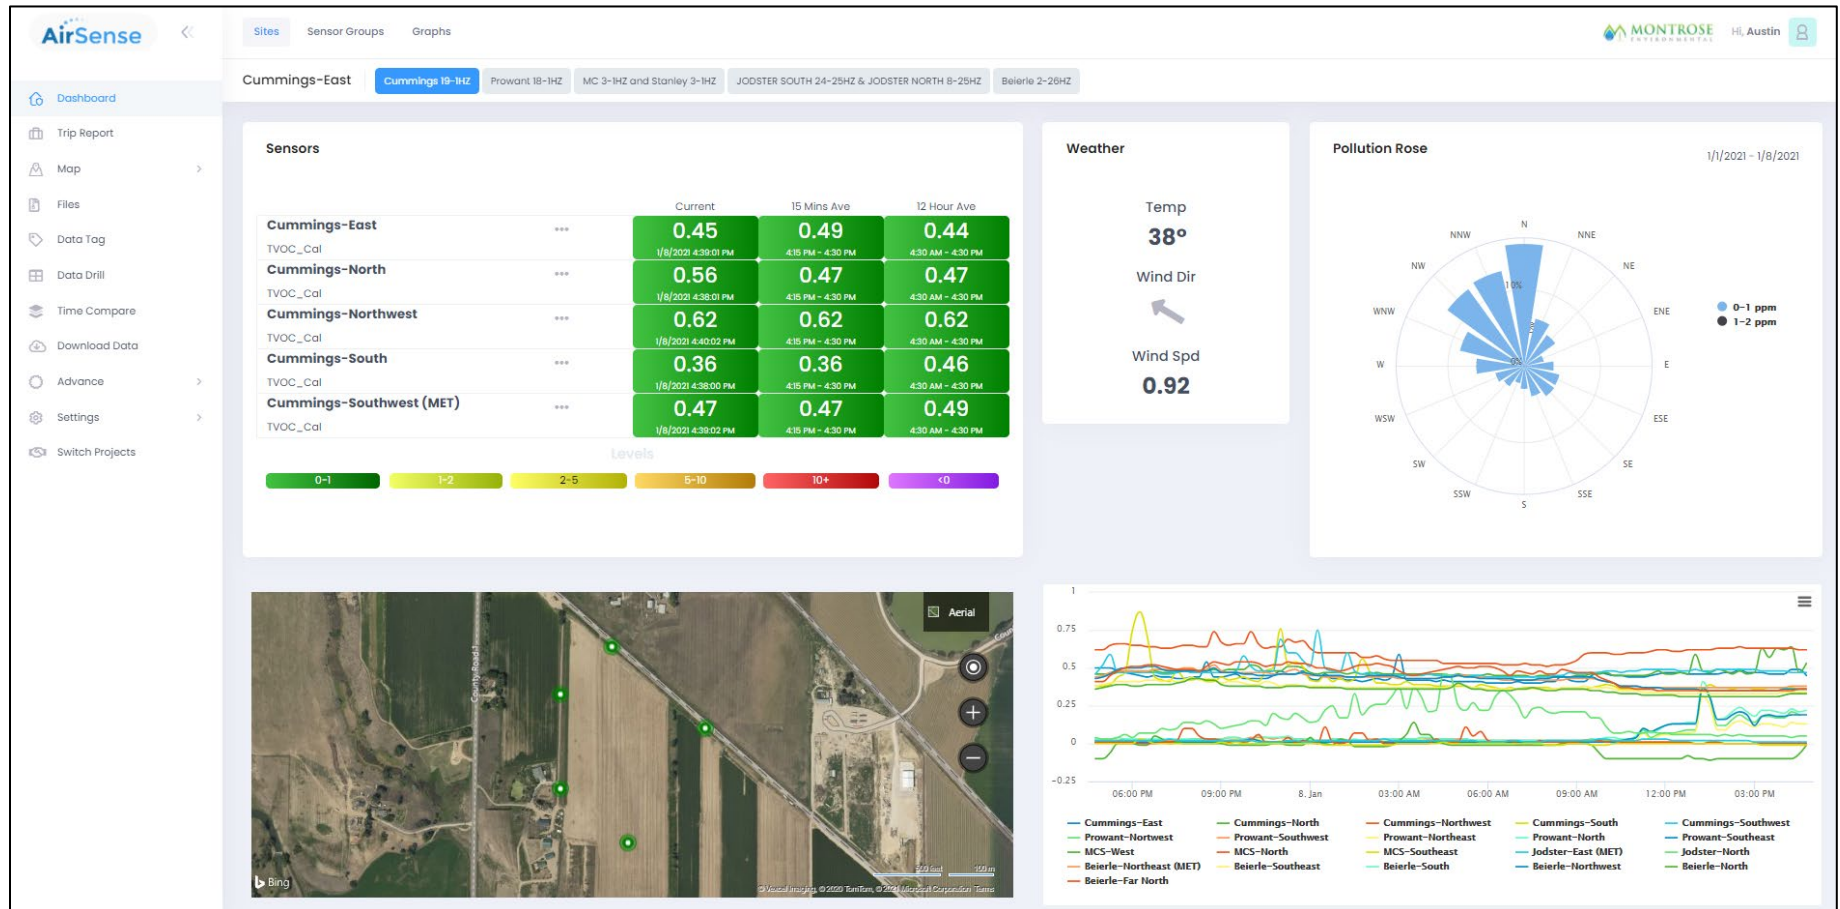 AirSense
Sites Sensor Groups Graphs
MONTROSE
ENVIRONMENTAL
Hi, Austin
Cummings-East Cummings 19-1HZ Prowant 18-1HZ MC 3-1HZ and Stanley 3-1HZ JODSTER SOUTH 24-25HZ & JODSTER NORTH 8-25HZ Beierle 2-26HZ
Dashboard
Trip Report
Map
Files
Data Tag
Data Drill
Time Compare
Download Data
Advance
Settings
Switch Projects
Sensors
Current 15 Mins Ave 12 Hour Ave
Cummings-East 0.45 0.49 0.44
TVOC_Cal 1/8/2021 4:39:01 PM 4:15 PM - 4:30 PM 4:30 AM - 4:30 PM
Cummings-North 0.56 0.47 0.47
TVOC_Cal 1/8/2021 4:38:01 PM 4:15 PM - 4:30 PM 4:30 AM - 4:30 PM
Cummings-Northwest 0.62 0.62 0.62
TVOC_Cal 1/8/2021 4:40:02 PM 4:15 PM - 4:30 PM 4:30 AM - 4:30 PM
Cummings-South 0.36 0.36 0.46
TVOC_Cal 1/8/2021 4:38:00 PM 4:15 PM - 4:30 PM 4:30 AM - 4:30 PM
Cummings-Southwest (MET) 0.47 0.47 0.49
TVOC_Cal 1/8/2021 4:39:02 PM 4:15 PM - 4:30 PM 4:30 AM - 4:30 PM
Levels
0-1 1-2 2-5 5-10 10+ <0
Weather
Temp
38°
Wind Dir
Wind Spd
0.92
Pollution Rose
1/1/2021 - 1/8/2021
N
NNW NNE
NW NE
10%
WNW ENE
0%
W E
WSW ESE
SW SE
SSW SSE
S
0-1 ppm
1-2 ppm
Aerial
County Road 1
Bing
500 feet 100 m
© Vexcel Imaging, © 2020 TomTom, © 2021 Microsoft Corporation Terms
1
0.75
0.5
0.25
0
-0.25
06:00 PM 09:00 PM 8. Jan 03:00 AM 06:00 AM 09:00 AM 12:00 PM 03:00 PM
Cummings-East Cummings-North Cummings-Northwest Cummings-South Cummings-Southwest
Prowant-Nortwest Prowant-Southwest Prowant-Northeast Prowant-North Prowant-Southeast
MCS-West MCS-North MCS-Southeast Jodster-East (MET) Jodster-North
Beierle-Northeast (MET) Beierle-Southeast Beierle-South Beierle-Northwest Beierle-North
Beierle-Far North